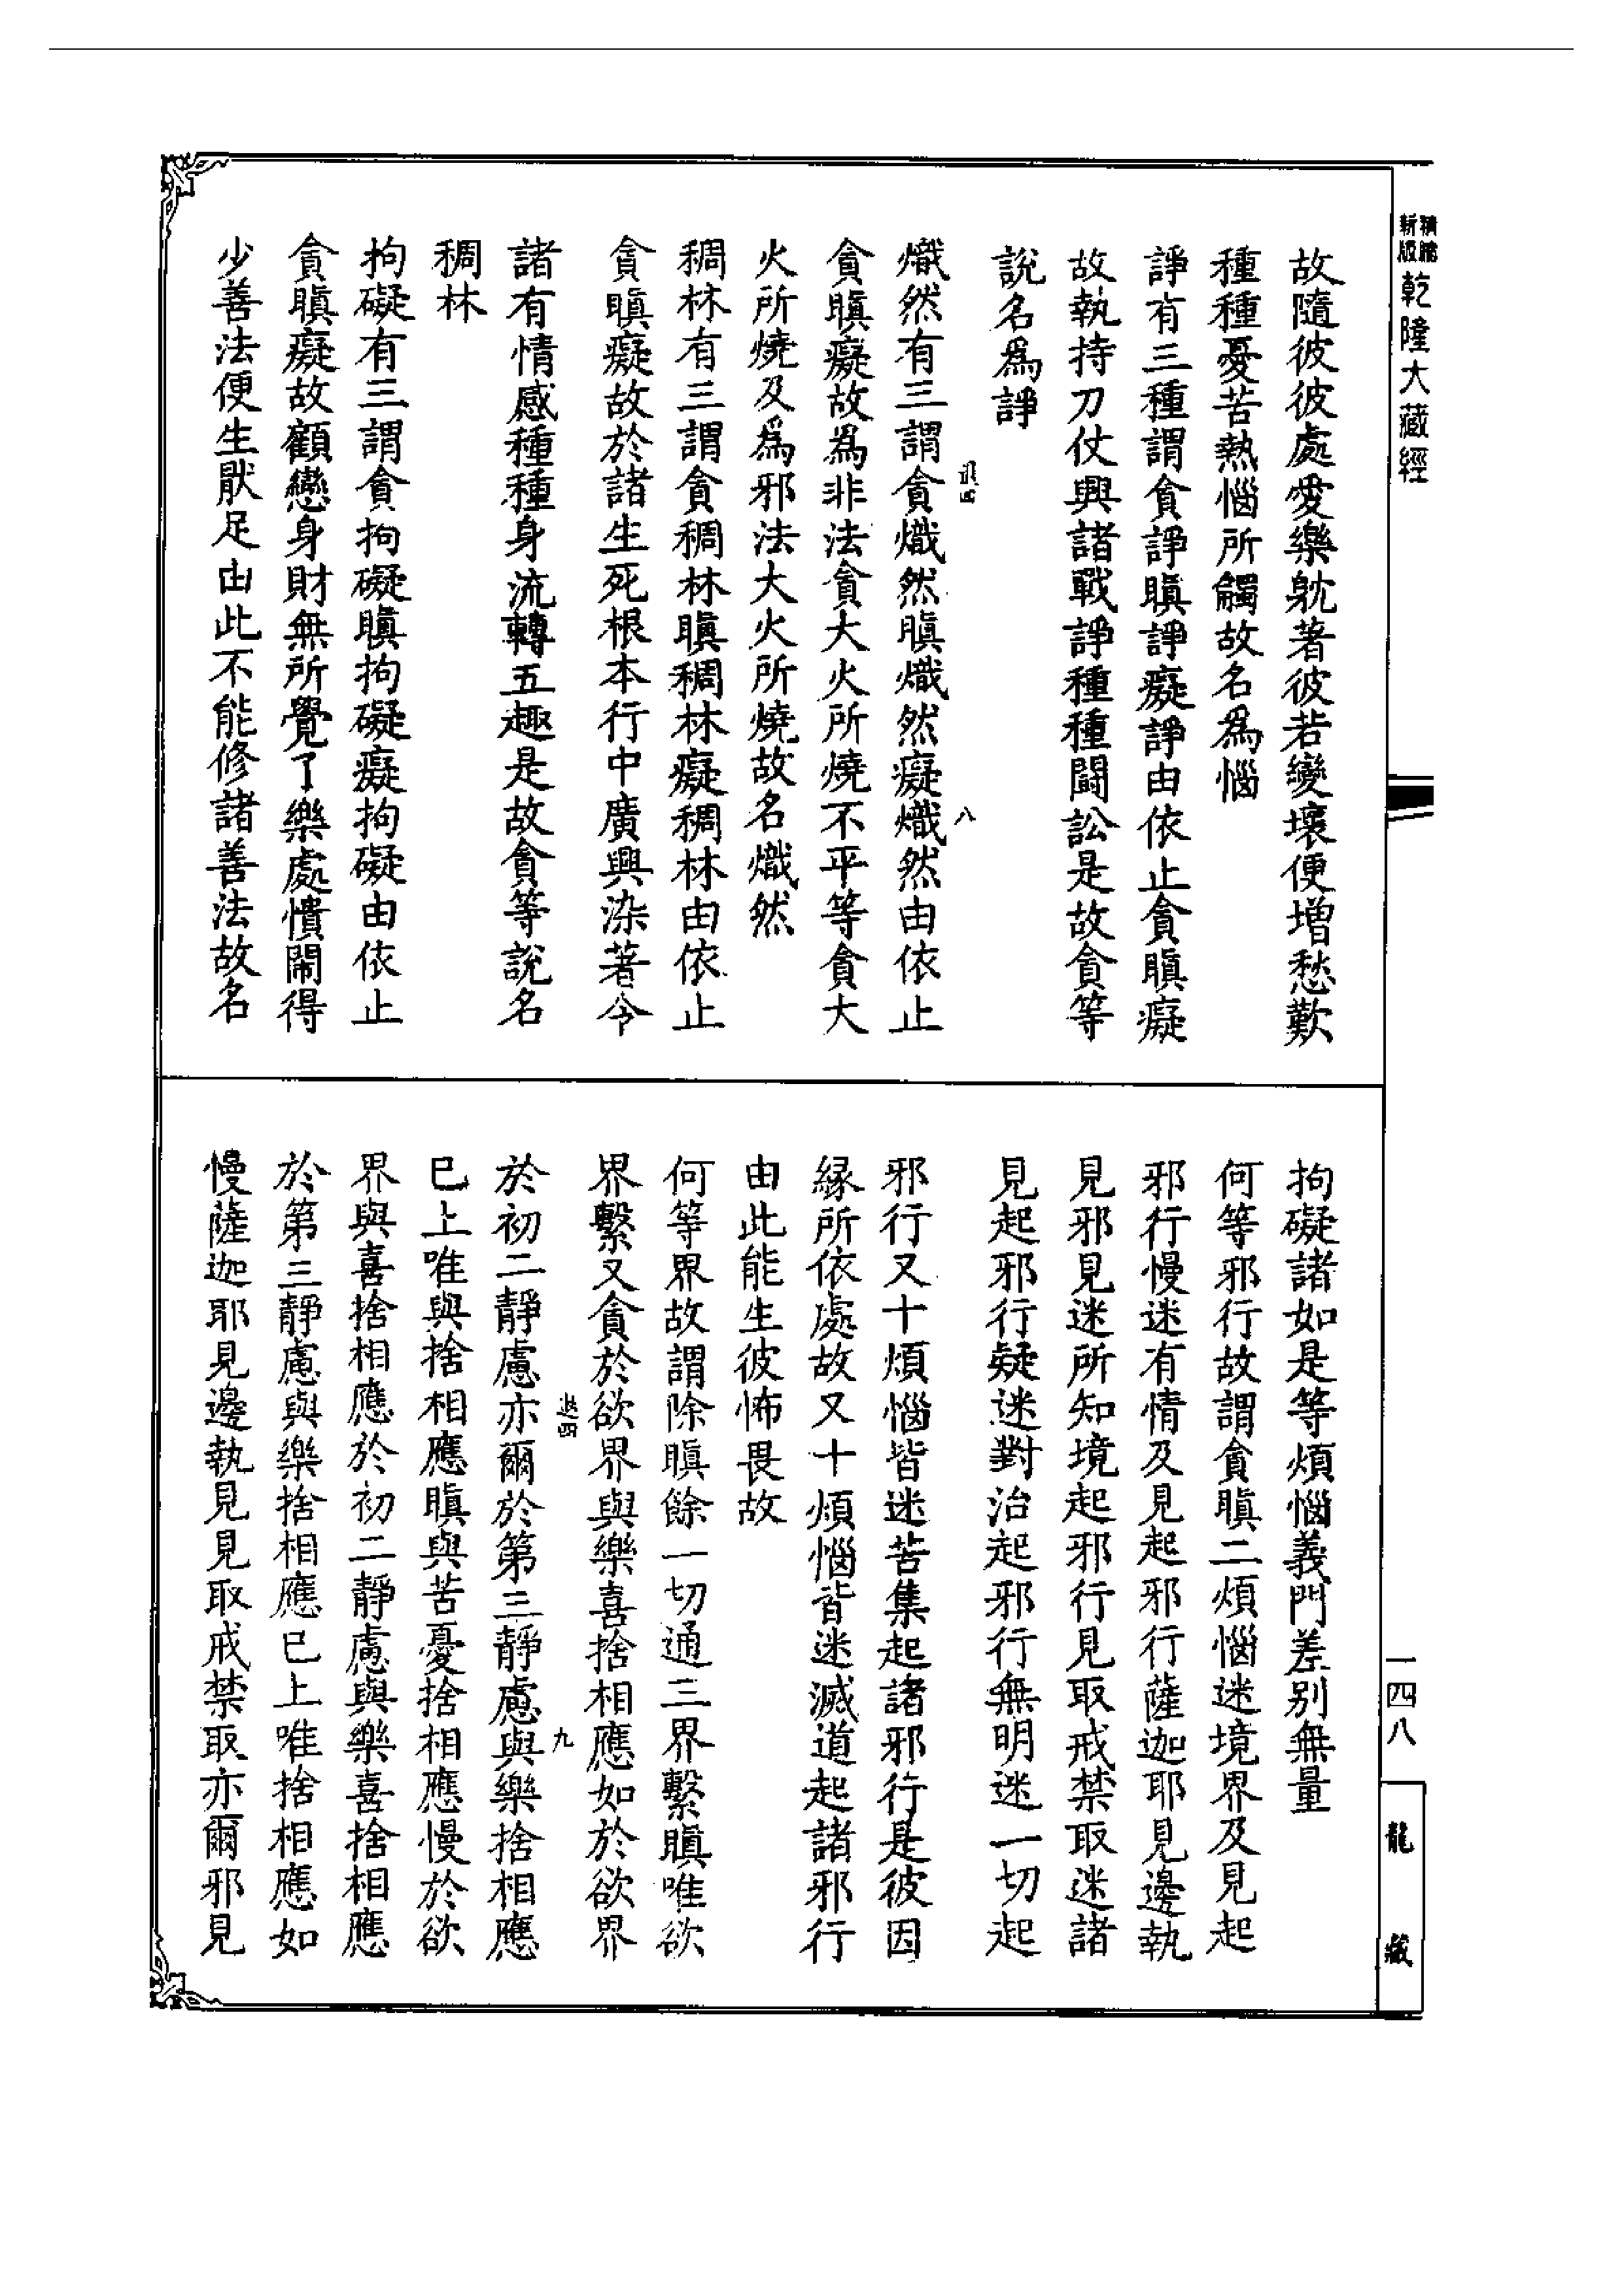 精縮
新版
乾隆大藏經
一四八
龍藏
故隨彼彼處愛樂躭著彼若變壞便增愁歎
種種憂苦熱惱所觸故名爲惱
諍有三種謂貪諍瞋諍癡諍由依止貪瞋癡
故執持刀仗興諸戰諍種種鬪訟是故貪等
說名爲諍
八
熾然有三謂貪熾然瞋熾然癡熾然由依止
貪瞋癡故爲非法貪大火所燒不平等貪大
火所燒及爲邪法大火所燒故名熾然
稠林有三謂貪稠林瞋稠林癡稠林由依止
貪瞋癡故於諸生死根本行中廣興染著令
諸有情感種種身流轉五趣是故貪等說名
稠林
拘礙有三謂貪拘礙瞋拘礙癡拘礙由依止
貪瞋癡故顧戀身財無所覺了樂處憒閙得
少善法便生猒足由此不能修諸善法故名
拘礙諸如是等煩惱義門差別無量
何等邪行故謂貪瞋二煩惱迷境界及見起
邪行慢迷有情及見起邪行薩迦耶見邊執
見邪見迷所知境起邪行見取戒禁取迷諸
見起邪行疑迷對治起邪行無明迷一切起
邪行又十煩惱皆迷苦集起諸邪行是彼因
緣所依處故又十煩惱皆迷滅道起諸邪行
由此能生彼怖畏故
何等界故謂除瞋餘一切通三界繫瞋唯欲
界繫又貪於欲界與樂喜捨相應如於欲界
九
於初二靜慮亦爾於第三靜慮與樂捨相應
已上唯與捨相應瞋與苦憂捨相應慢於欲
界與喜捨相應於初二靜慮與樂喜捨相應
於第三靜慮與樂捨相應已上唯捨相應如
慢薩迦耶見邊執見見取戒禁取亦爾邪見